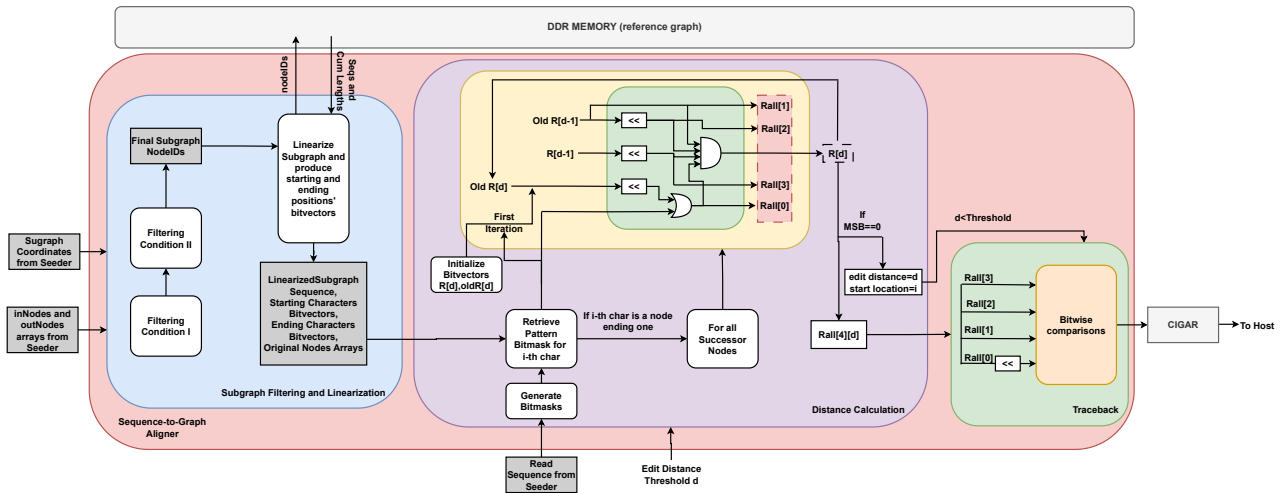 DDR MEMORY (reference graph)
nodeIDs
Seqs and
Cum Lengths
Final Subgraph
NodeIDs
Linearize
Subgraph and
produce
starting and
ending
positions'
bitvectors
Filtering
Condition II
Filtering
Condition I
Sugraph
Coordinates
from Seeder
inNodes and
outNodes
arrays from
Seeder
LinearizedSubgraph
Sequence,
Starting Characters
Bitvectors,
Ending Characters
Bitvectors,
Original Nodes Arrays
Subgraph Filtering and Linearization
Sequence-to-Graph
Aligner
Old R[d-1]
R[d-1]
Old R[d]
<<
<<
<<
Rall[1]
Rall[2]
Rall[3]
Rall[0]
R[d]
First
Iteration
Initialize
Bitvectors
R[d],oldR[d]
If
MSB==0
edit distance=d
start location=i
d<Threshold
Retrieve
Pattern
Bitmask for
i-th char
If i-th char is a node
ending one
For all
Successor
Nodes
Rall[4][d]
Generate
Bitmasks
Distance Calculation
Read
Sequence from
Seeder
Edit Distance
Threshold d
Rall[3]
Rall[2]
Rall[1]
Rall[0]
<<
Bitwise
comparisons
Traceback
CIGAR
To Host